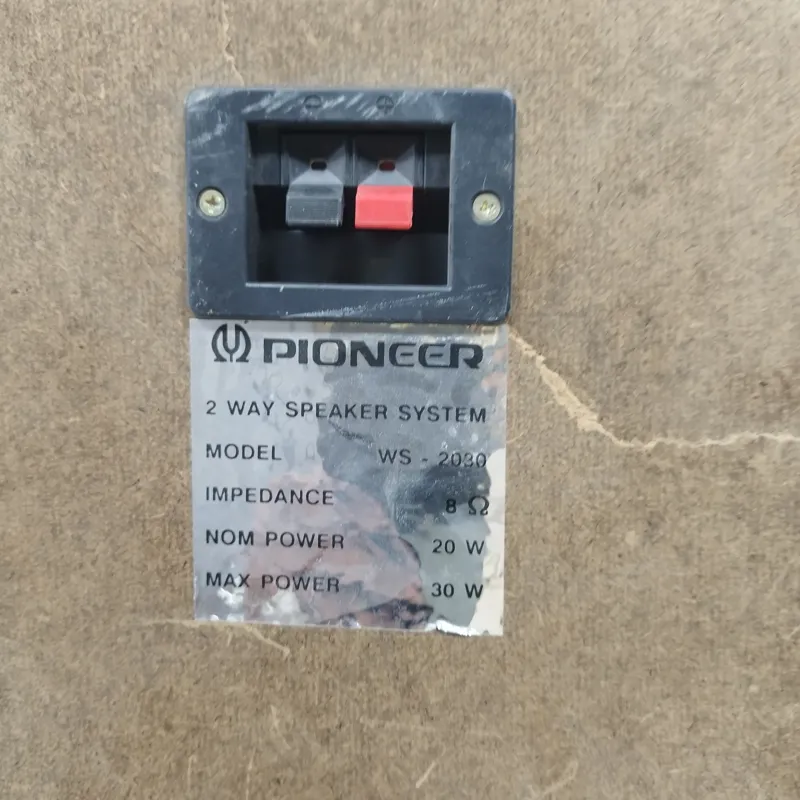 ⊖ ⊕
PIONEER
2 WAY SPEAKER SYSTEM
MODEL WS - 2030
IMPEDANCE 8 Ω
NOM POWER 20 W
MAX POWER 30 W